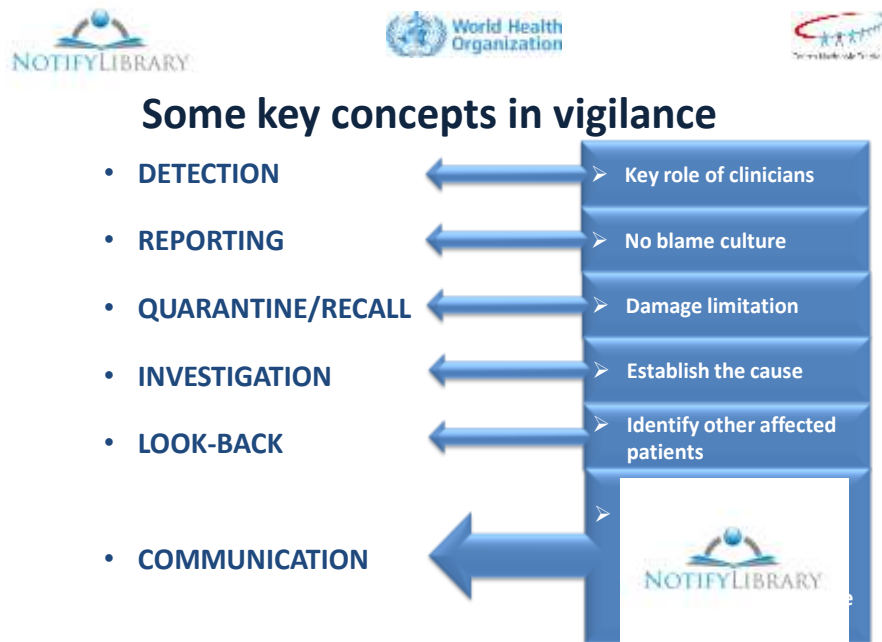 NOTIFYLIBRARY
World Health
Organization
Some key concepts in vigilance
• DETECTION
➢ Key role of clinicians
• REPORTING
➢ No blame culture
• QUARANTINE/RECALL
➢ Damage limitation
• INVESTIGATION
➢ Establish the cause
• LOOK-BACK
➢ Identify other affected
patients
• COMMUNICATION
➢
NOTIFYLIBRARY
e